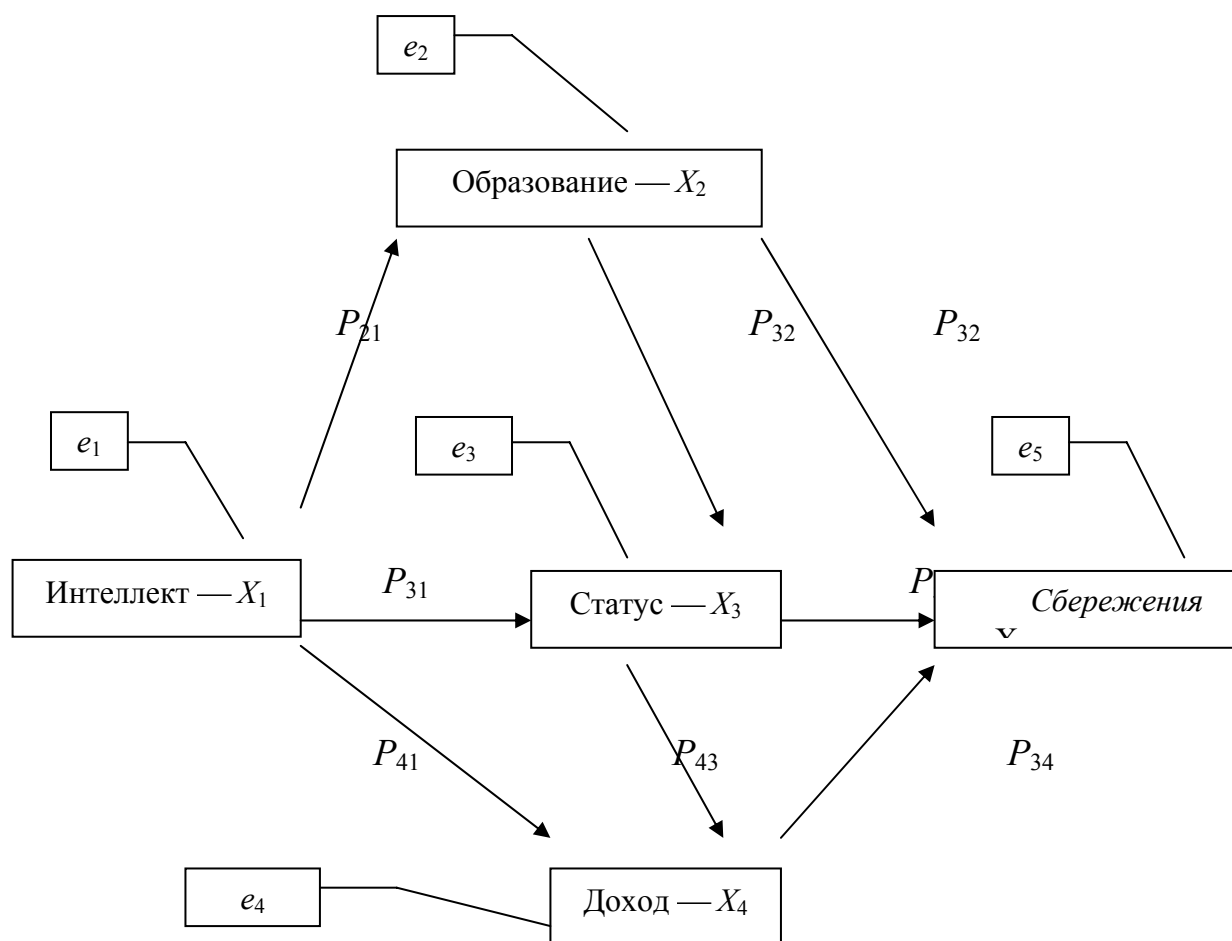 e₂
Образование — X₂
P₂₁
P₃₂
P₃₂
e₁
e₃
e₅
Интеллект — X₁
P₃₁
Статус — X₃
P
Сбережения
P₄₁
P₄₃
P₃₄
e₄
Доход — X₄